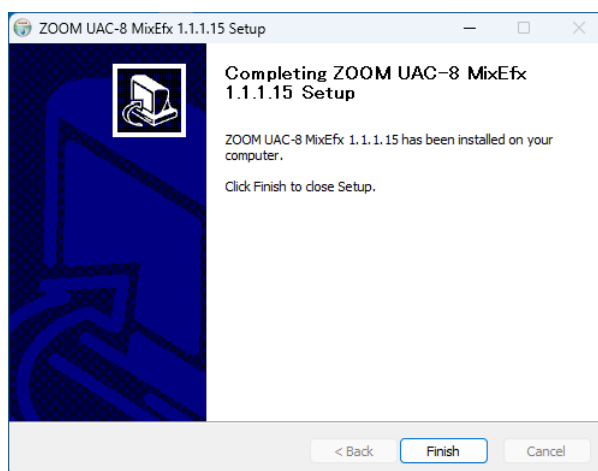 ZOOM UAC-8 MixEfx 1.1.1.15 Setup
Completing ZOOM UAC-8 MixEfx
1.1.1.15 Setup
ZOOM UAC-8 MixEfx 1.1.1.15 has been installed on your
computer.
Click Finish to close Setup.
< Back
Finish
Cancel